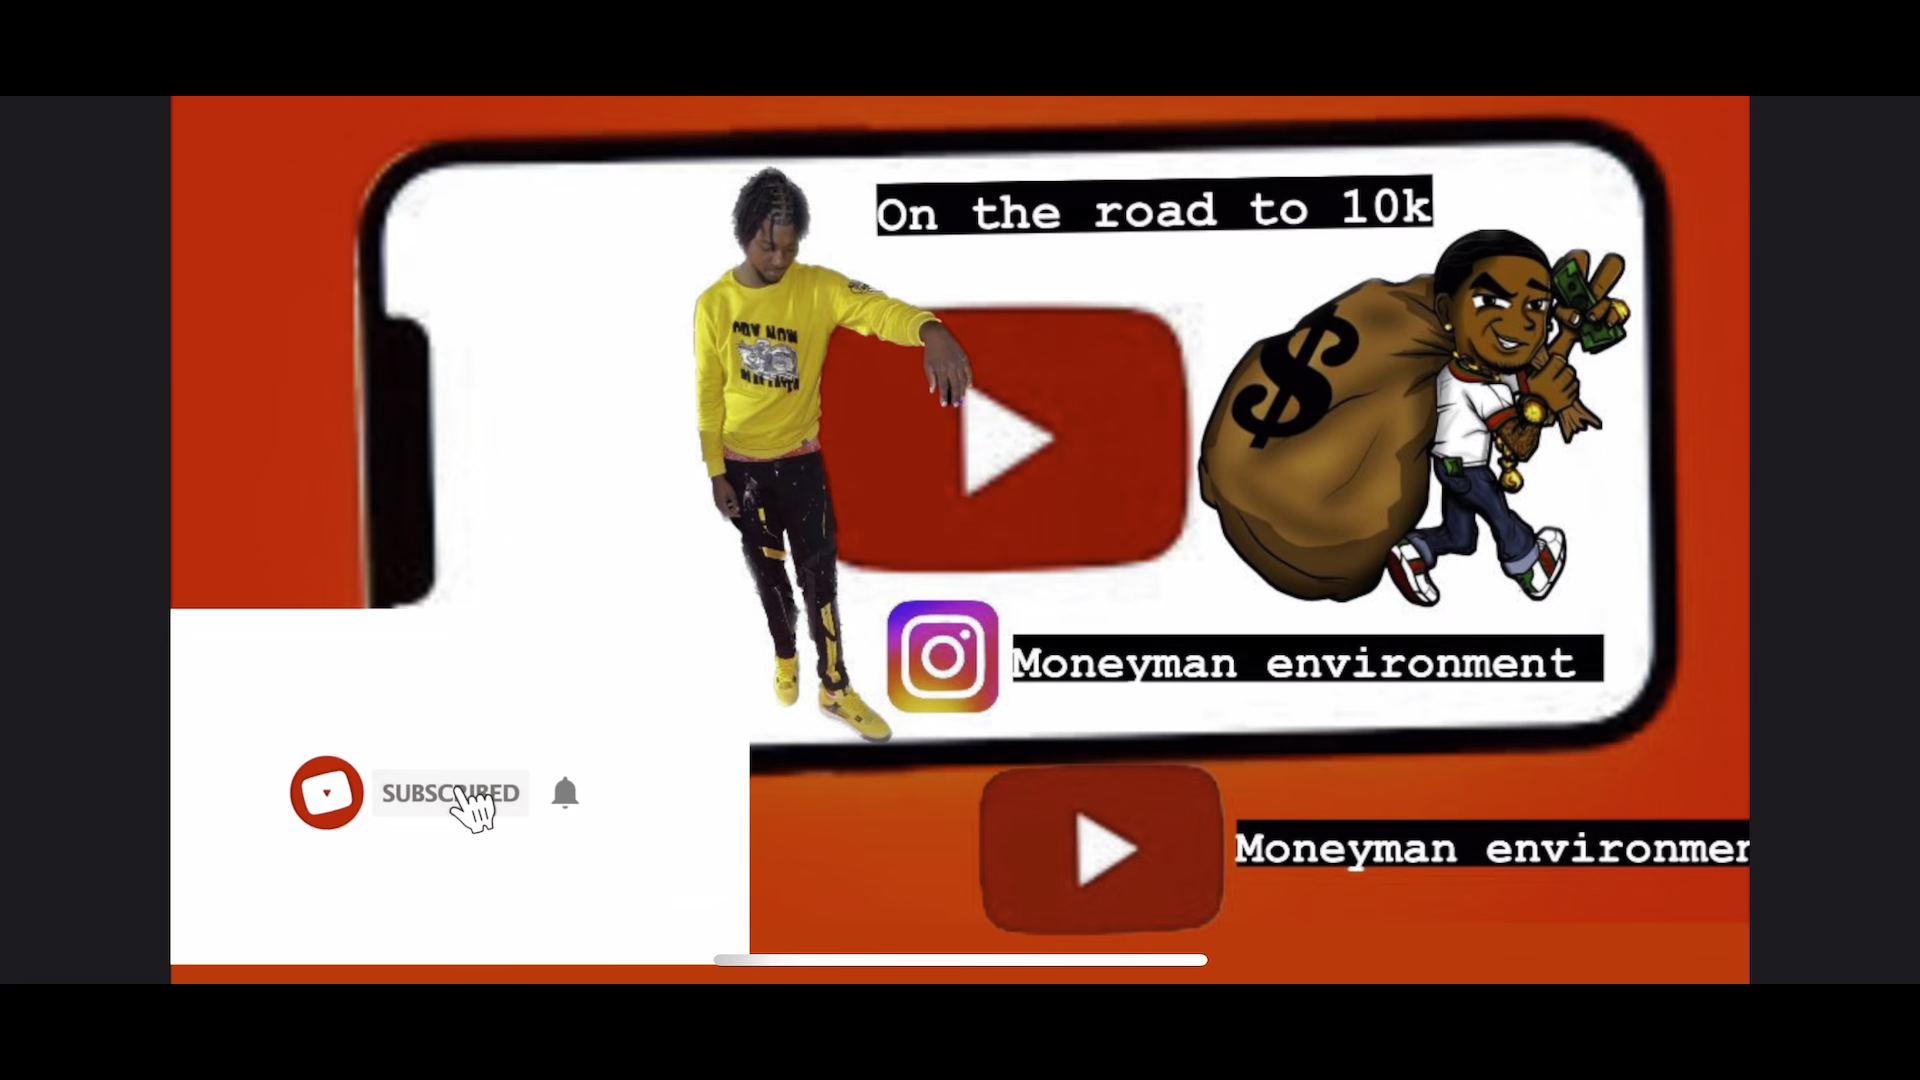 On the road to 10k
Moneyman environment
SUBSCRIBED
Moneyman environmen